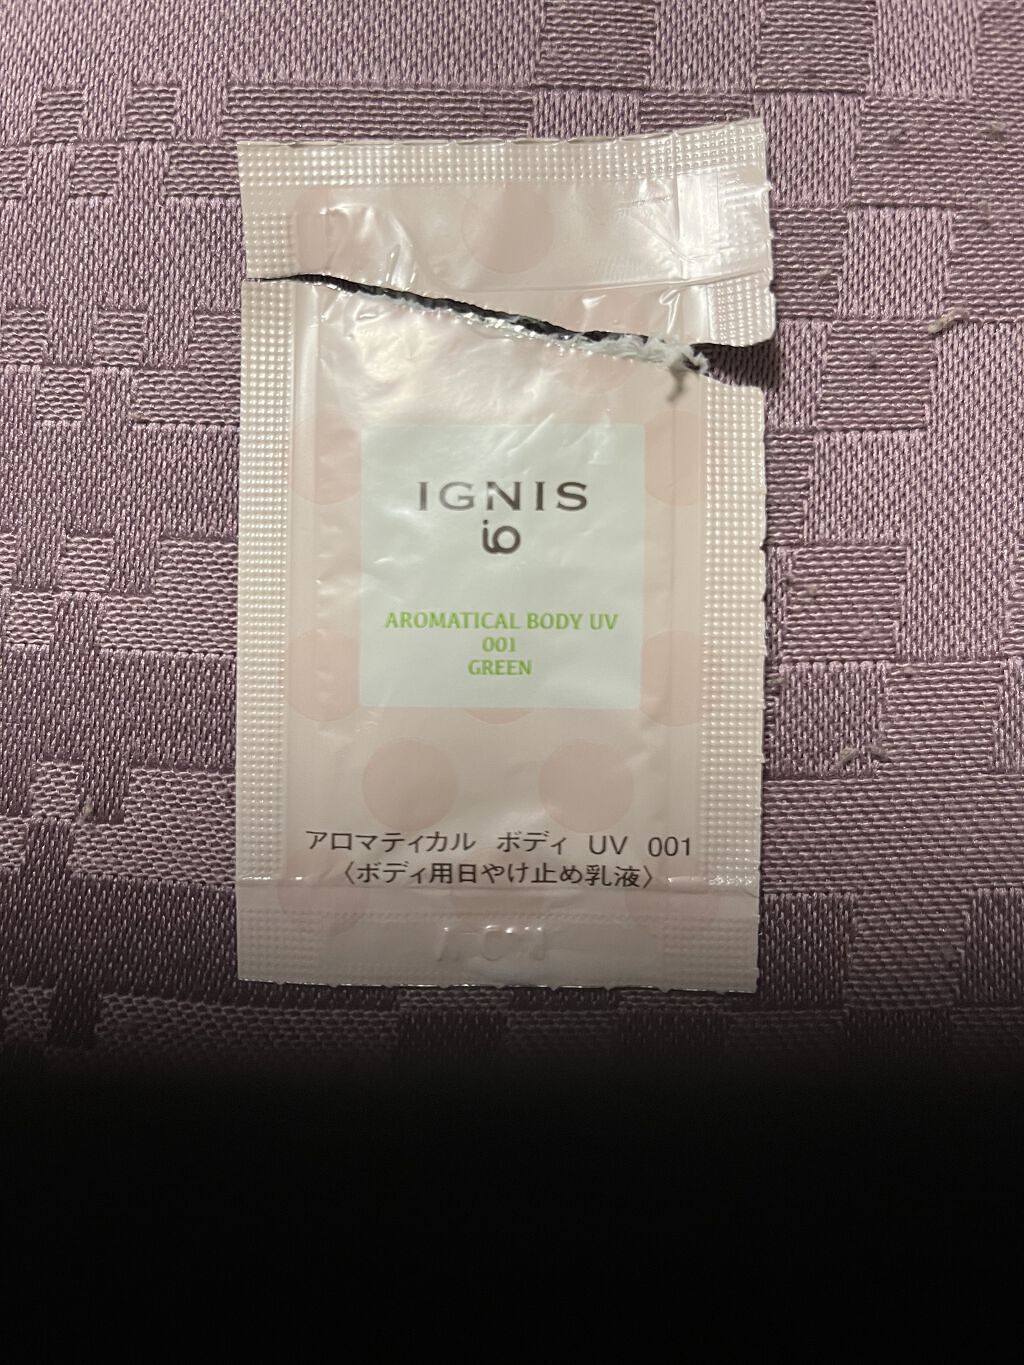 IGNIS
io
AROMATICAL BODY UV
001
GREEN
アロマティカル ボディ UV 001
〈ボディ用日やけ止め乳液〉